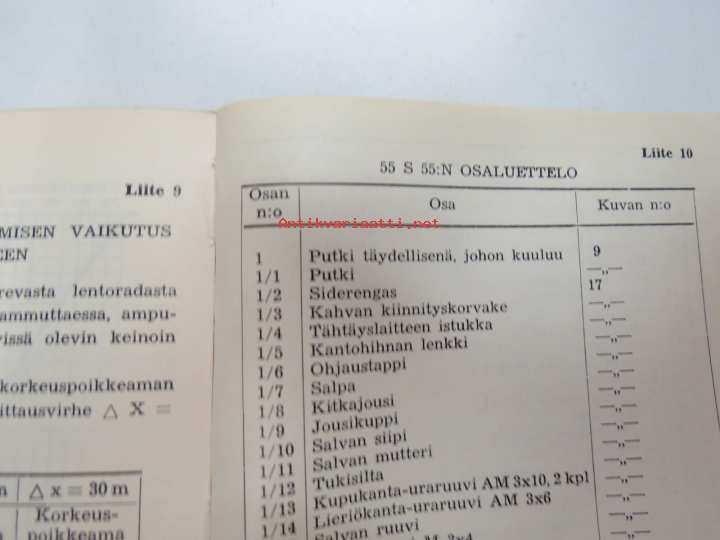 Liite 9
MISEN VAIKUTUS
EEN
revasta lentoradasta
ammuttaessa, ampu-
issä olevin keinoin
korkeuspoikkeaman
ittausvirhe △ X =
△ x = 30 m
Korkeus-
poikkeama
Liite 10
55 S 55:N OSALUETTELO
Osan n:o Osa Kuvan n:o
Antikvariaatti.net
1 Putki täydellisenä, johon kuuluu 9
1/1 Putki —„—
1/2 Siderengas 17
1/3 Kahvan kiinnityskorvake —„—
1/4 Tähtäyslaitteen istukka —„—
1/5 Kantohihnan lenkki —„—
1/6 Ohjaustappi —„—
1/7 Salpa —„—
1/8 Kitkajousi —„—
1/9 Jousikuppi —„—
1/10 Salvan siipi —„—
1/11 Salvan mutteri —„—
1/12 Tukisilta —„—
1/13 Kupukanta-uraruuvi AM 3x10, 2 kpl —„—
1/14 Lieriökanta-uraruuvi AM 3x6 —„—
Salvan ruuvi —„—